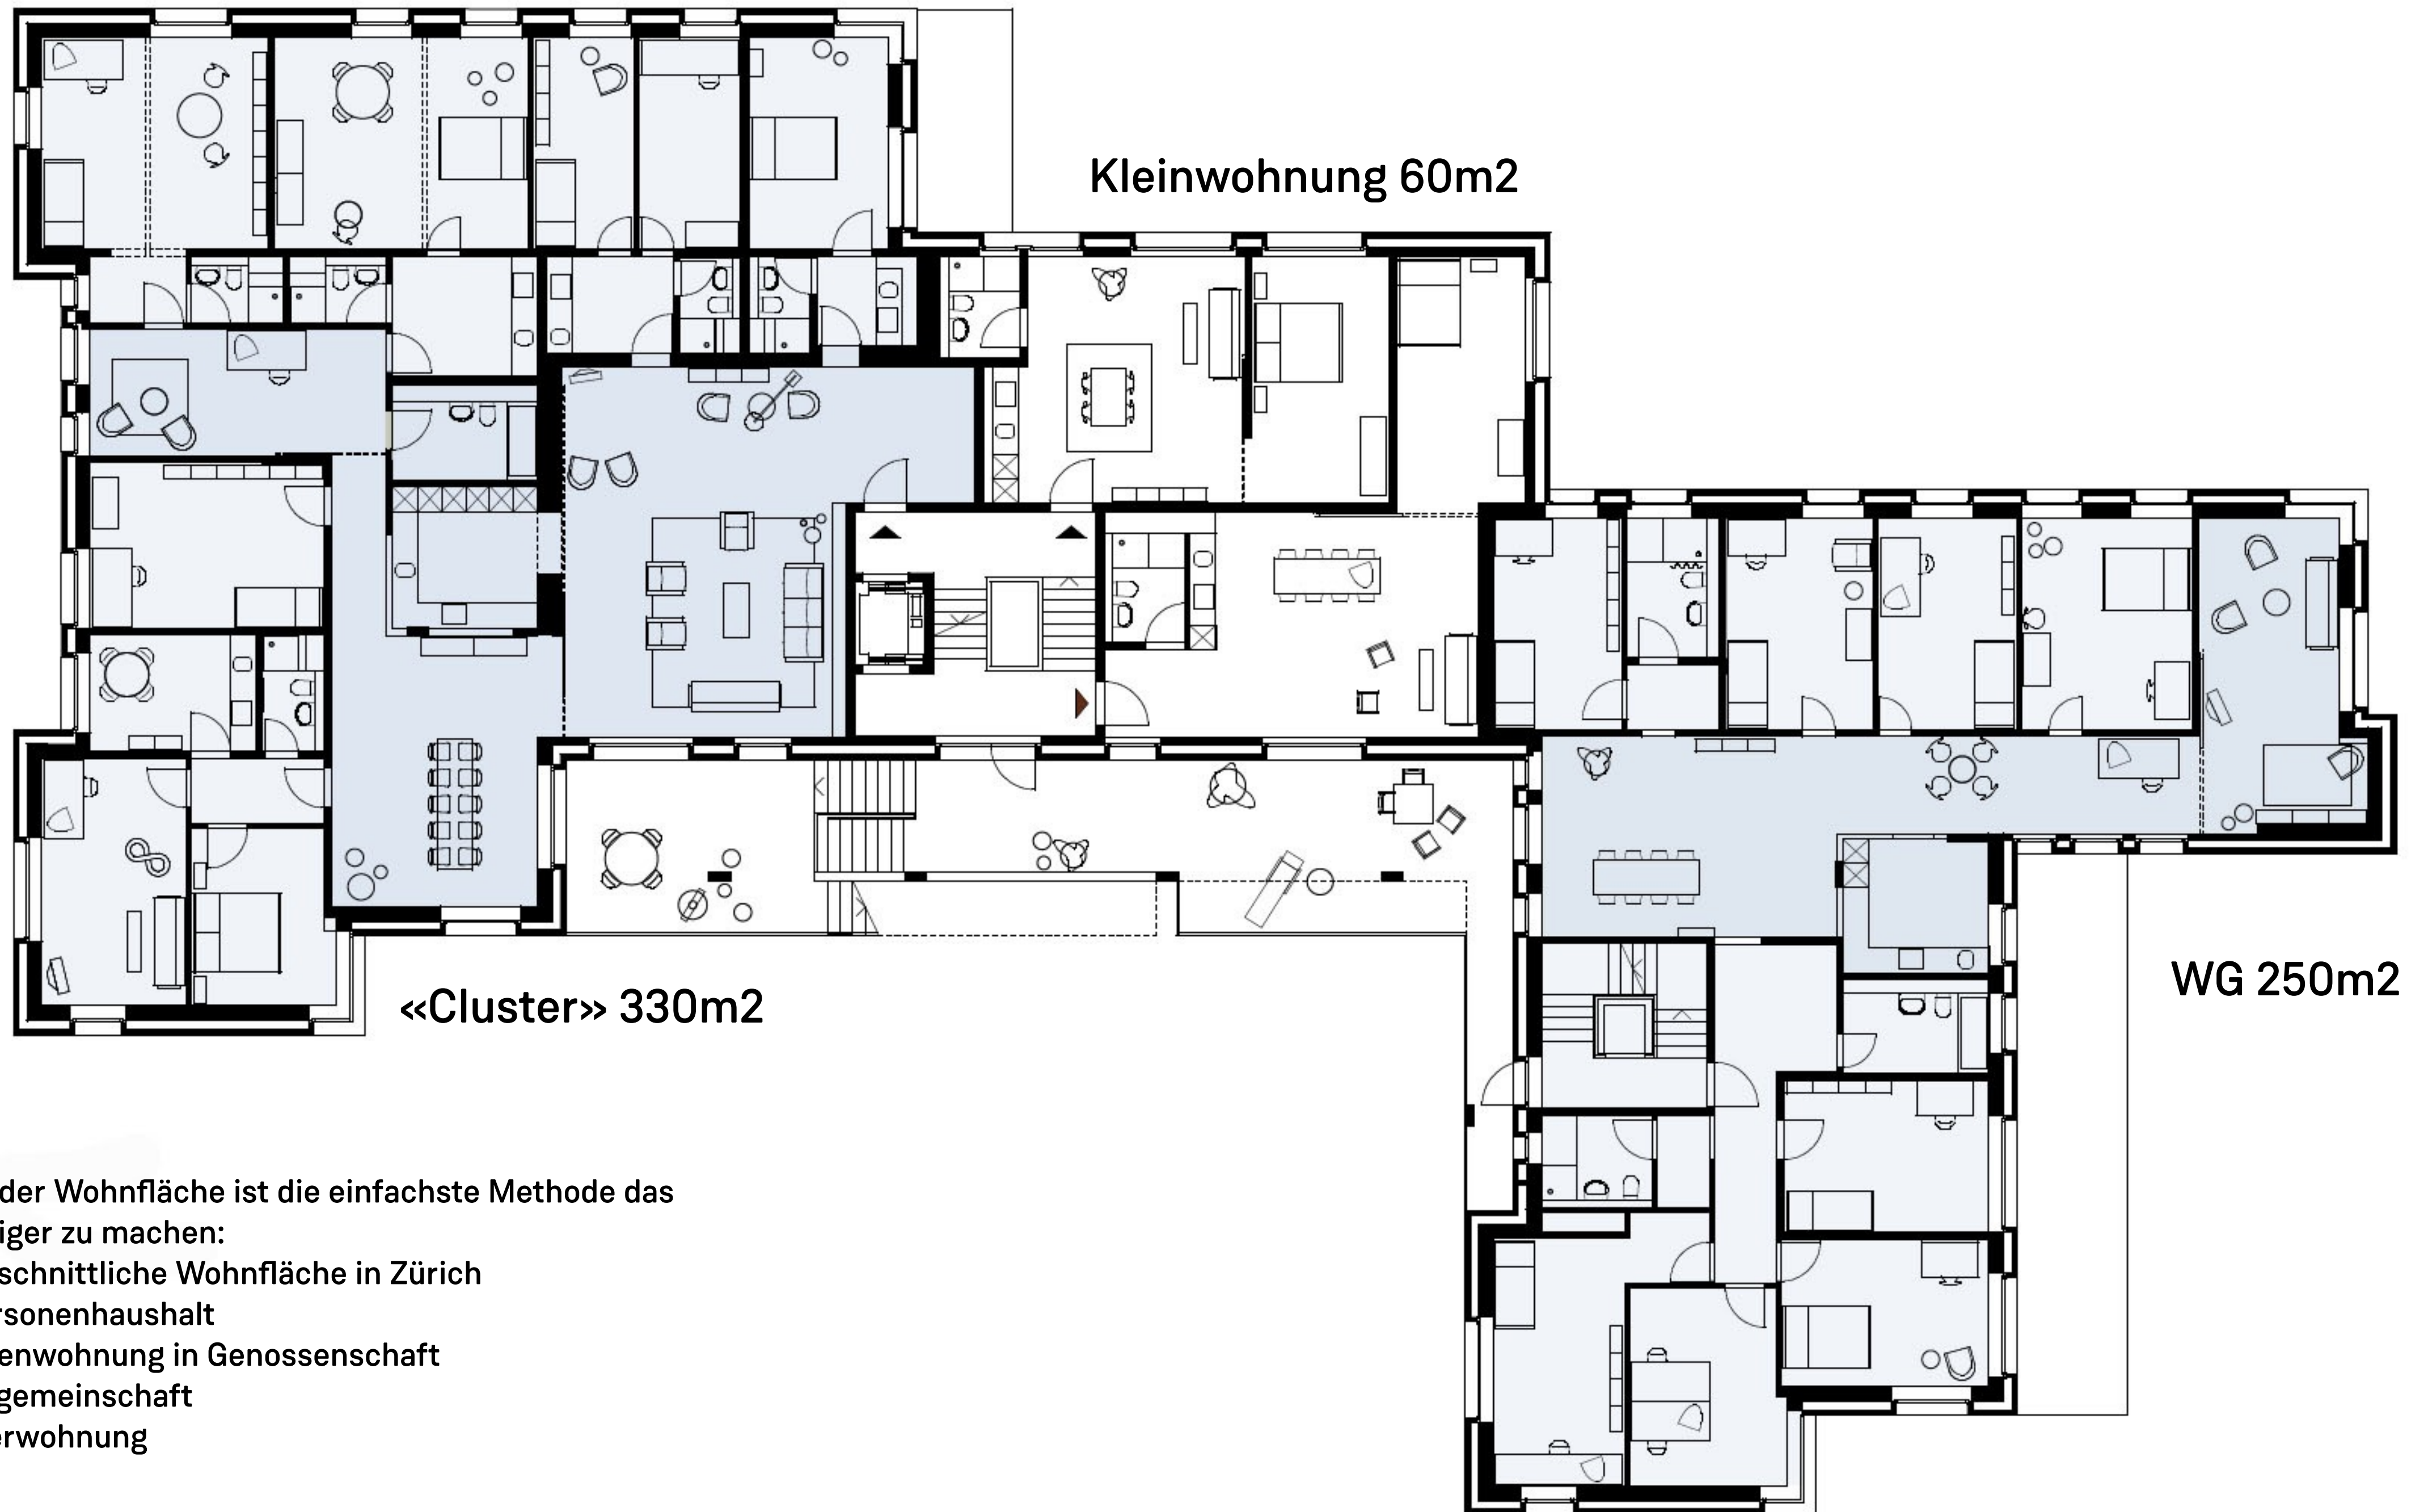 Kleinwohnung 60m2
WG 250m2
«Cluster» 330m2
der Wohnfläche ist die einfachste Methode das
iger zu machen:
schnittliche Wohnfläche in Zürich
rsonenhaushalt
enwohnung in Genossenschaft
gemeinschaft
erwohnung